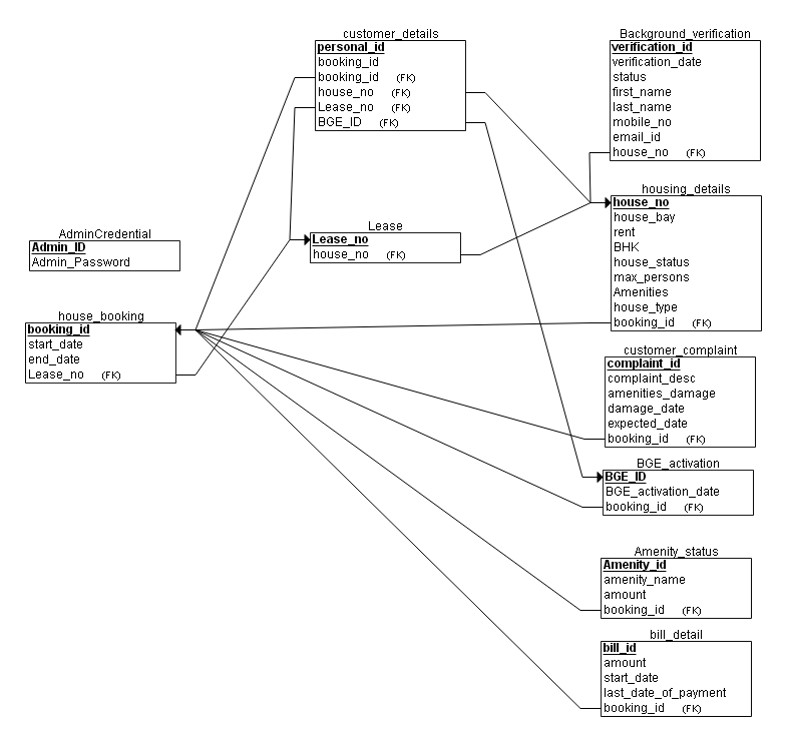 customer_details
personal_id
booking_id
booking_id (FK)
house_no (FK)
Lease_no (FK)
BGE_ID (FK)
Background_verification
verification_id
verification_date
status
first_name
last_name
mobile_no
email_id
house_no (FK)
housing_details
house_no
house_bay
rent
BHK
house_status
max_persons
Amenities
house_type
booking_id (FK)
Lease
Lease_no
house_no (FK)
AdminCredential
Admin_ID
Admin_Password
house_booking
booking_id
start_date
end_date
Lease_no (FK)
customer_complaint
complaint_id
complaint_desc
amenities_damage
damage_date
expected_date
booking_id (FK)
BGE_activation
BGE_ID
BGE_activation_date
booking_id (FK)
Amenity_status
Amenity_id
amenity_name
amount
booking_id (FK)
bill_detail
bill_id
amount
start_date
last_date_of_payment
booking_id (FK)